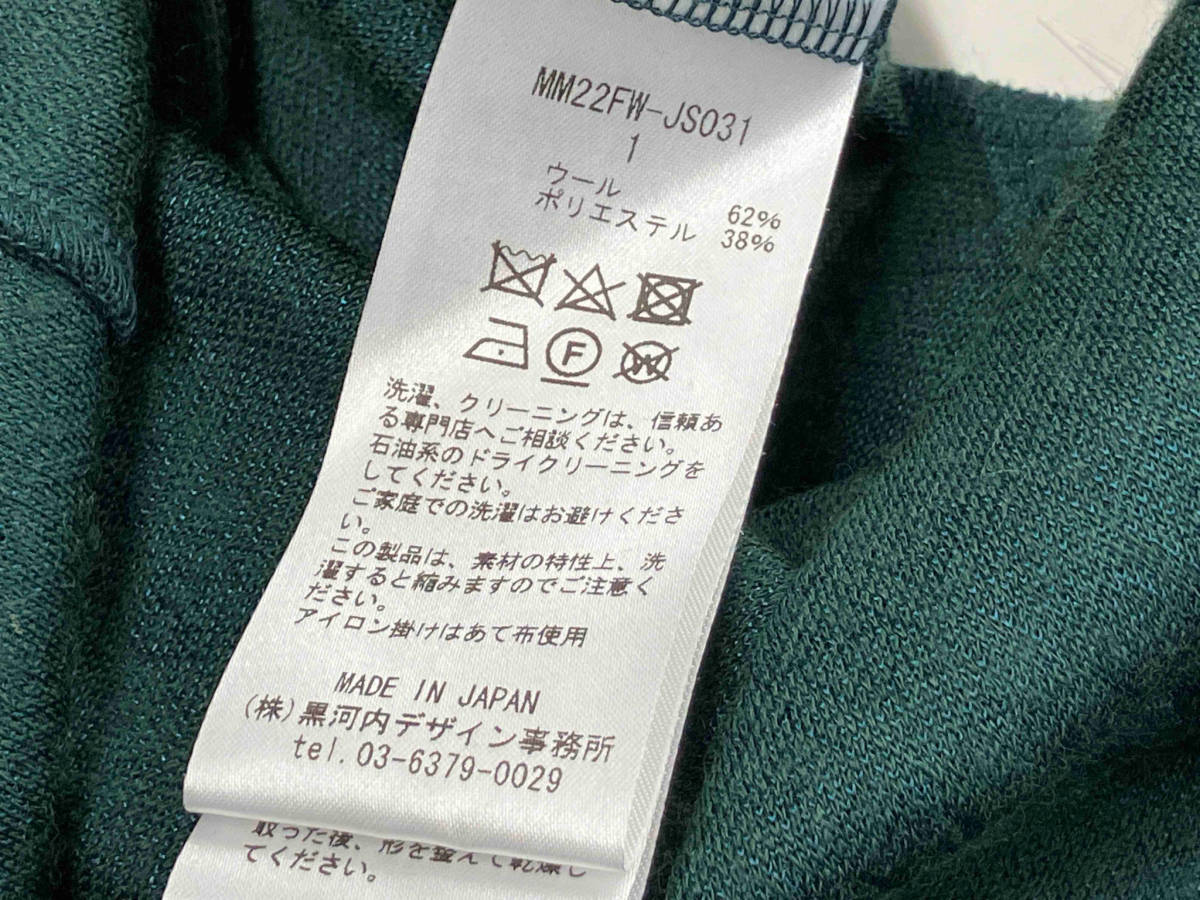 MM22FW-JS031
1
ウール 62%
ポリエステル 38%
F
W
洗濯、クリーニングは、信頼あ
る専門店へご相談ください。
石油系のドライクリーニングを
してください。
ご家庭での洗濯はお避けくださ
い。
この製品は、素材の特性上、洗
濯すると縮みますのでご注意く
ださい。
アイロン掛けはあて布使用
MADE IN JAPAN
(株)黒河内デザイン事務所
tel.03-6379-0029
取った後、形を整えて乾燥し
てください。